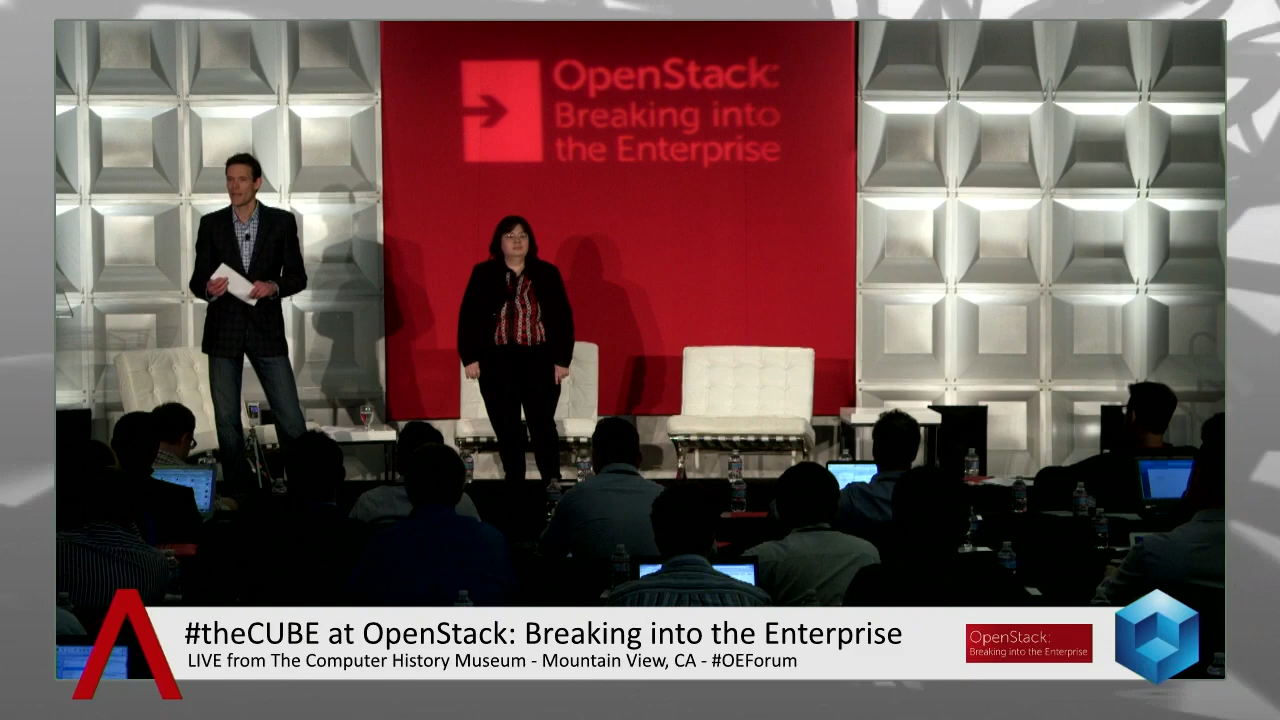 OpenStack:
Breaking into
the Enterprise
#theCUBE at OpenStack: Breaking into the Enterprise
LIVE from The Computer History Museum - Mountain View, CA - #OEForum
OpenStack:
Breaking into the Enterprise